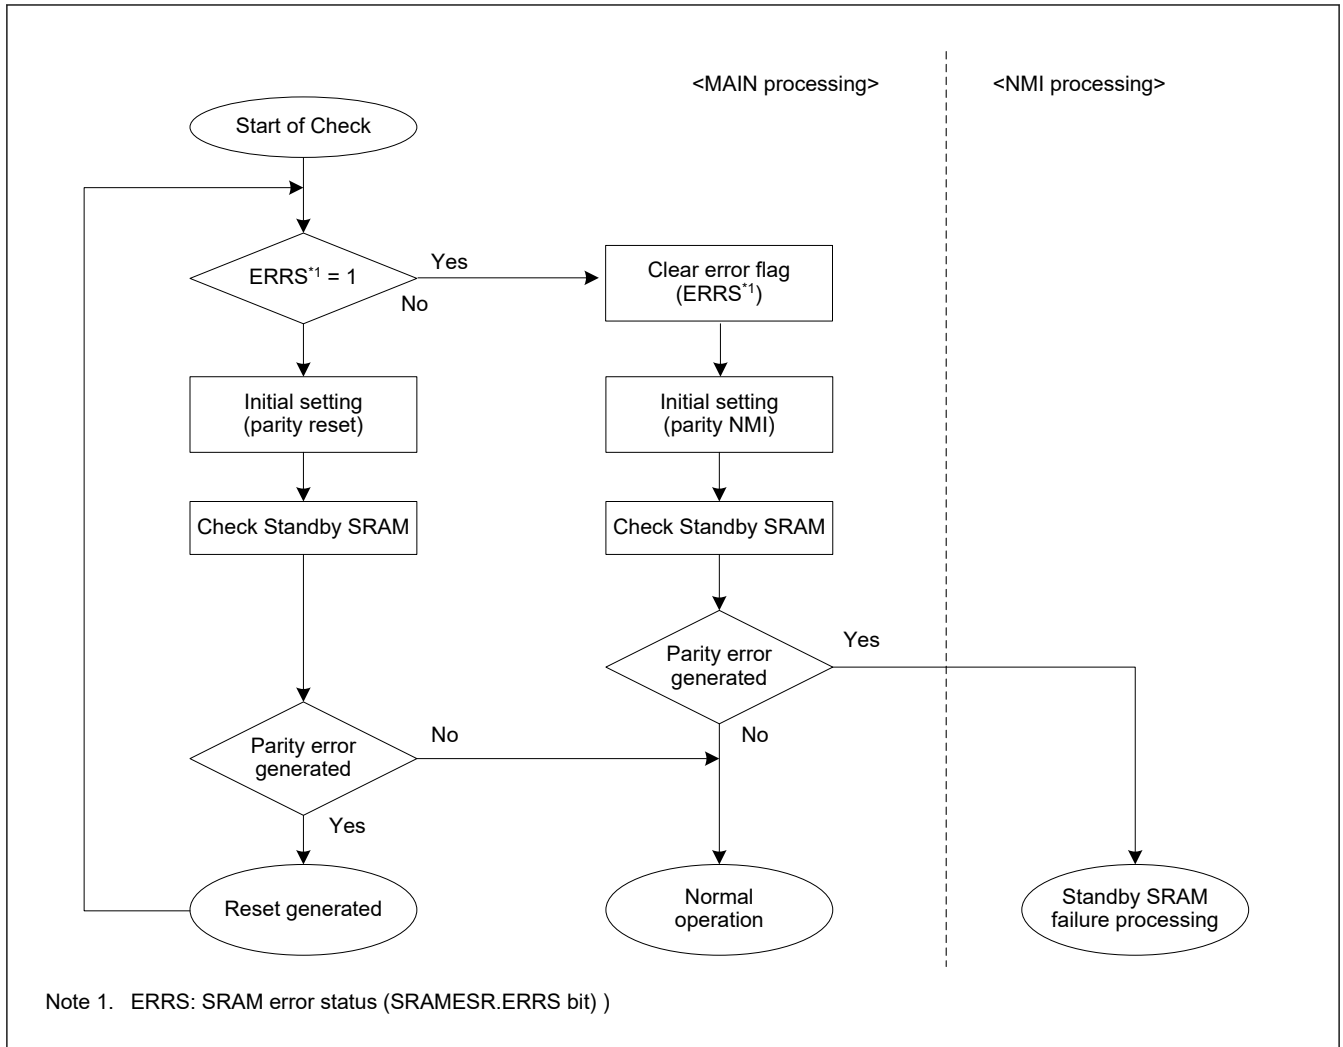 <MAIN processing>
<NMI processing>
Start of Check
ERRS*1 = 1
Yes
No
Clear error flag
(ERRS*1)
Initial setting
(parity reset)
Initial setting
(parity NMI)
Check Standby SRAM
Check Standby SRAM
Parity error
generated
Yes
No
Parity error
generated
No
Yes
Reset generated
Normal
operation
Standby SRAM
failure processing
Note 1. ERRS: SRAM error status (SRAMESR.ERRS bit) )